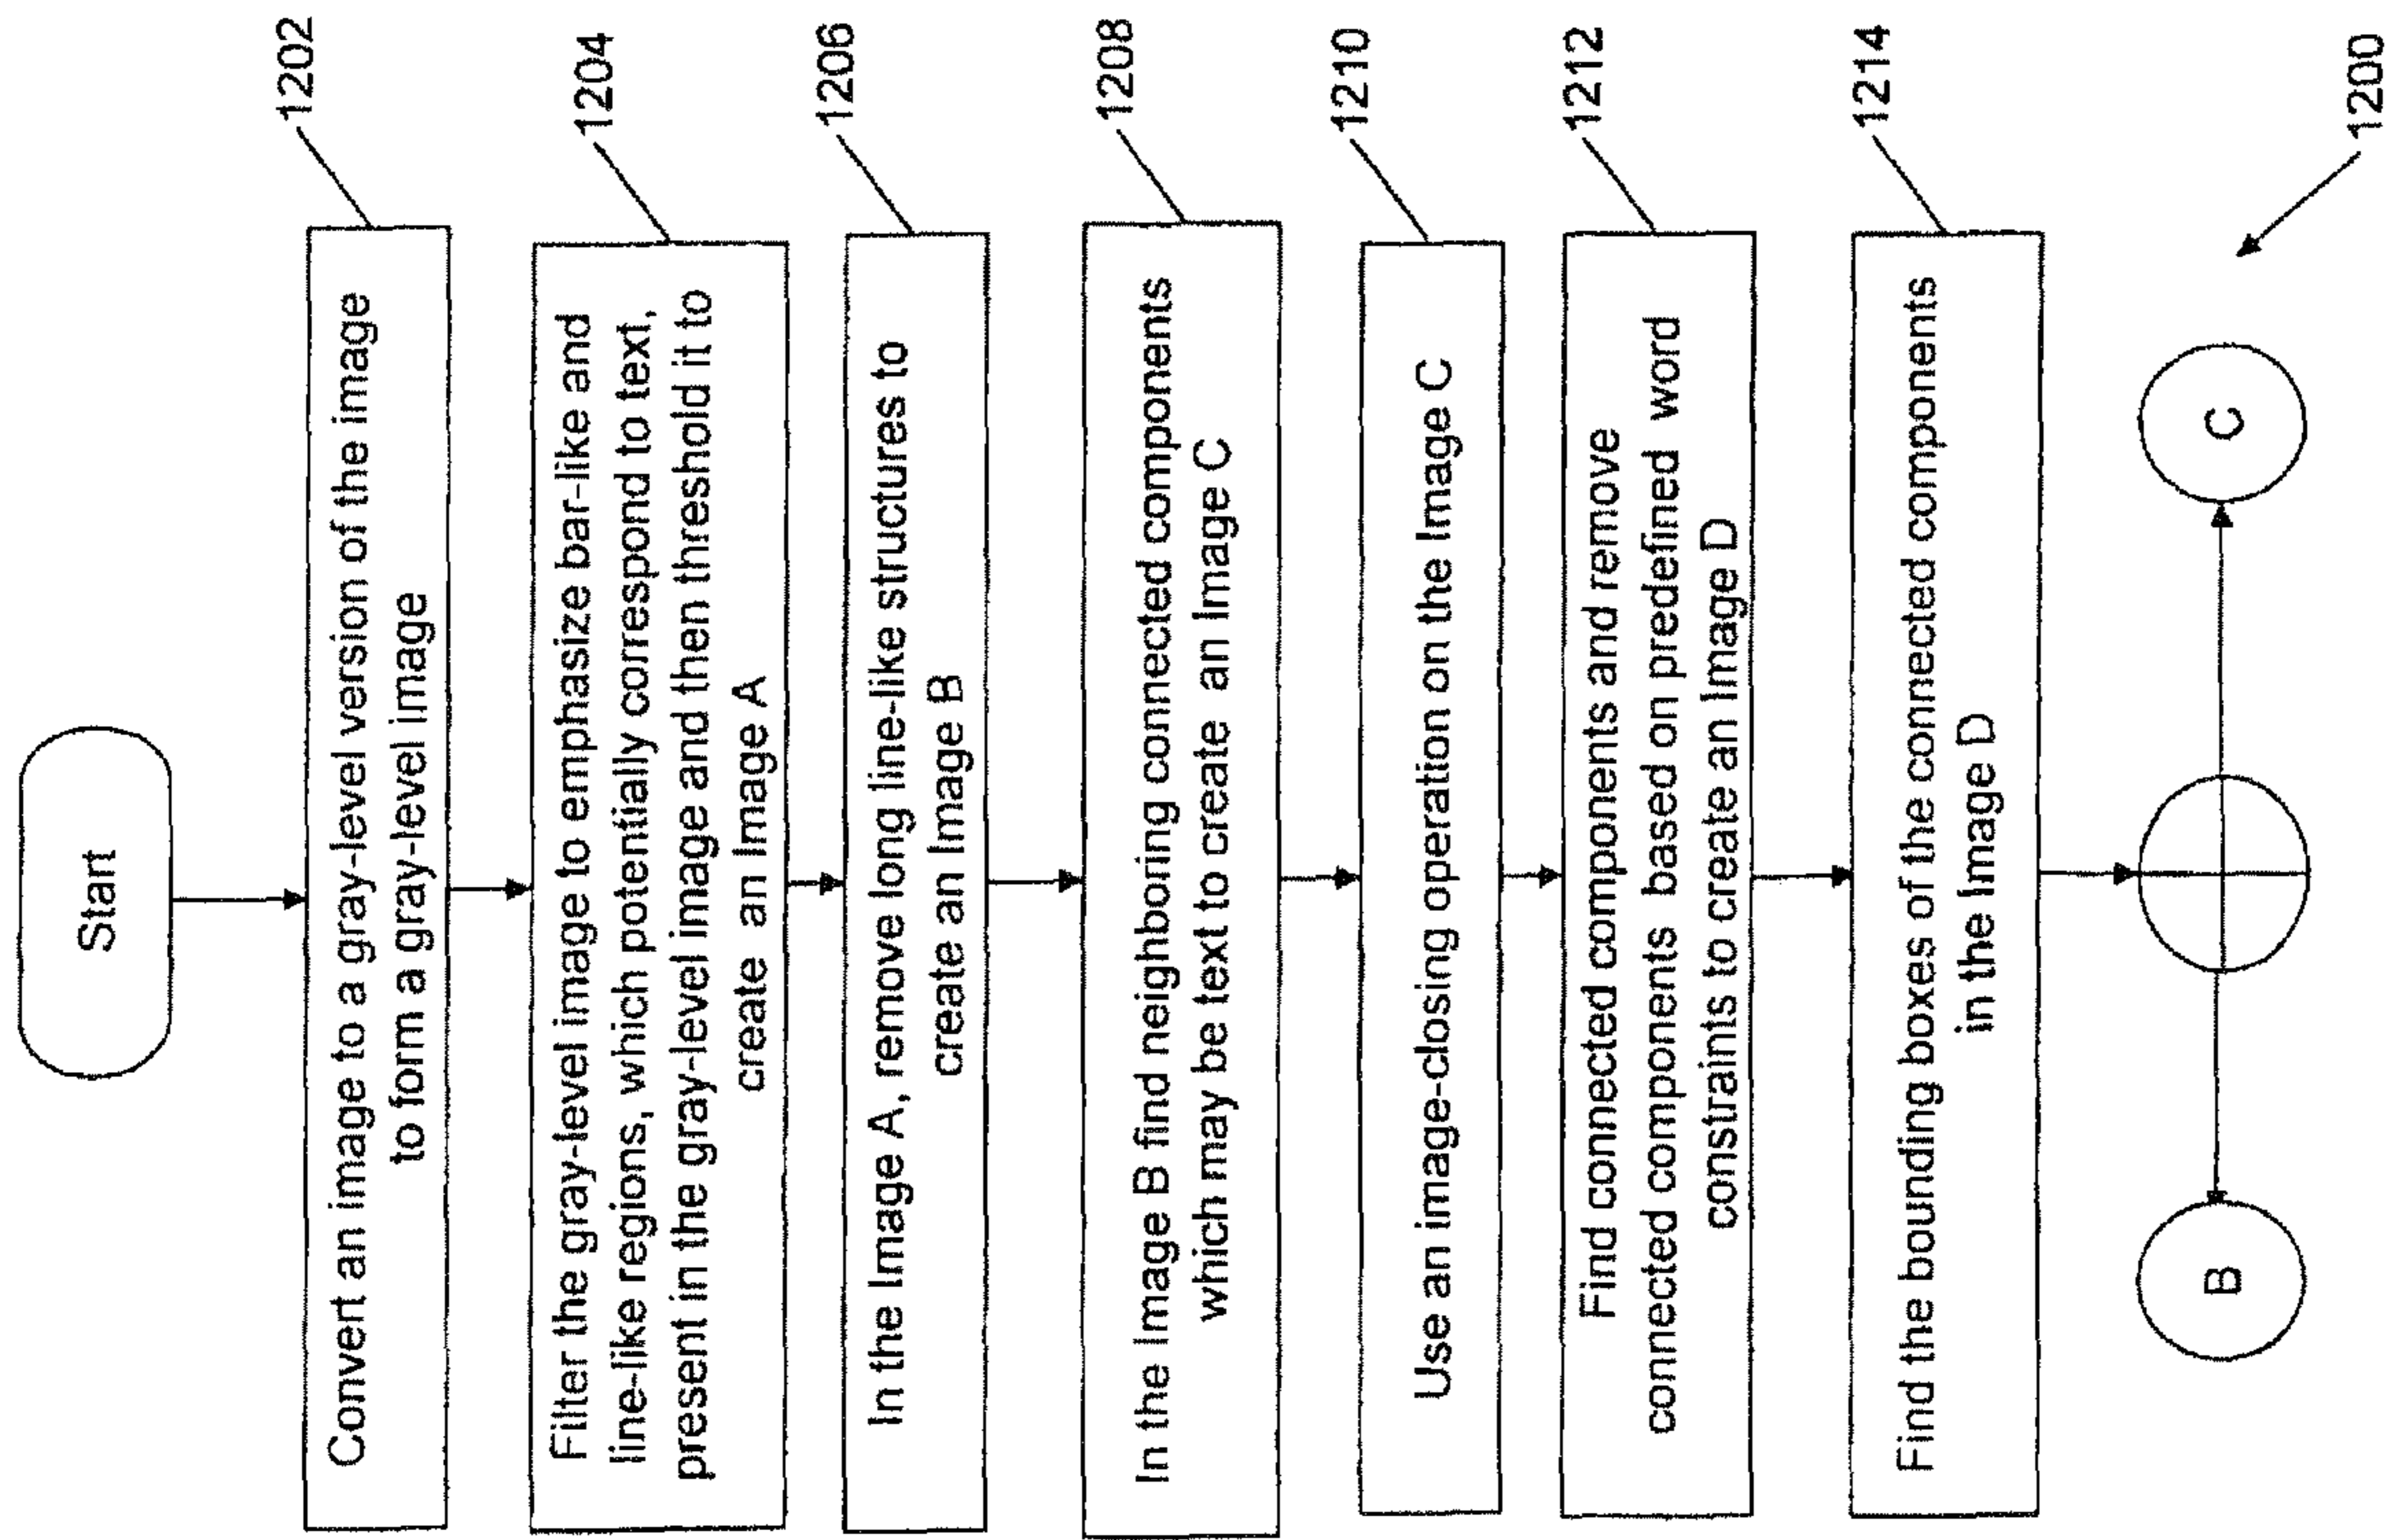 Start
1202
Convert an image to a gray-level version of the image
to form a gray-level image
1204
Filter the gray-level image to emphasize bar-like and
line-like regions, which potentially correspond to text,
present in the gray-level image and then threshold it to
create an Image A
1206
In the Image A, remove long line-like structures to
create an Image B
1208
In the Image B find neighboring connected components
which may be text to create an Image C
1210
Use an image-closing operation on the Image C
1212
Find connected components and remove
connected components based on predefined word
constraints to create an Image D
1214
Find the bounding boxes of the connected components
in the Image D
B
C
1200